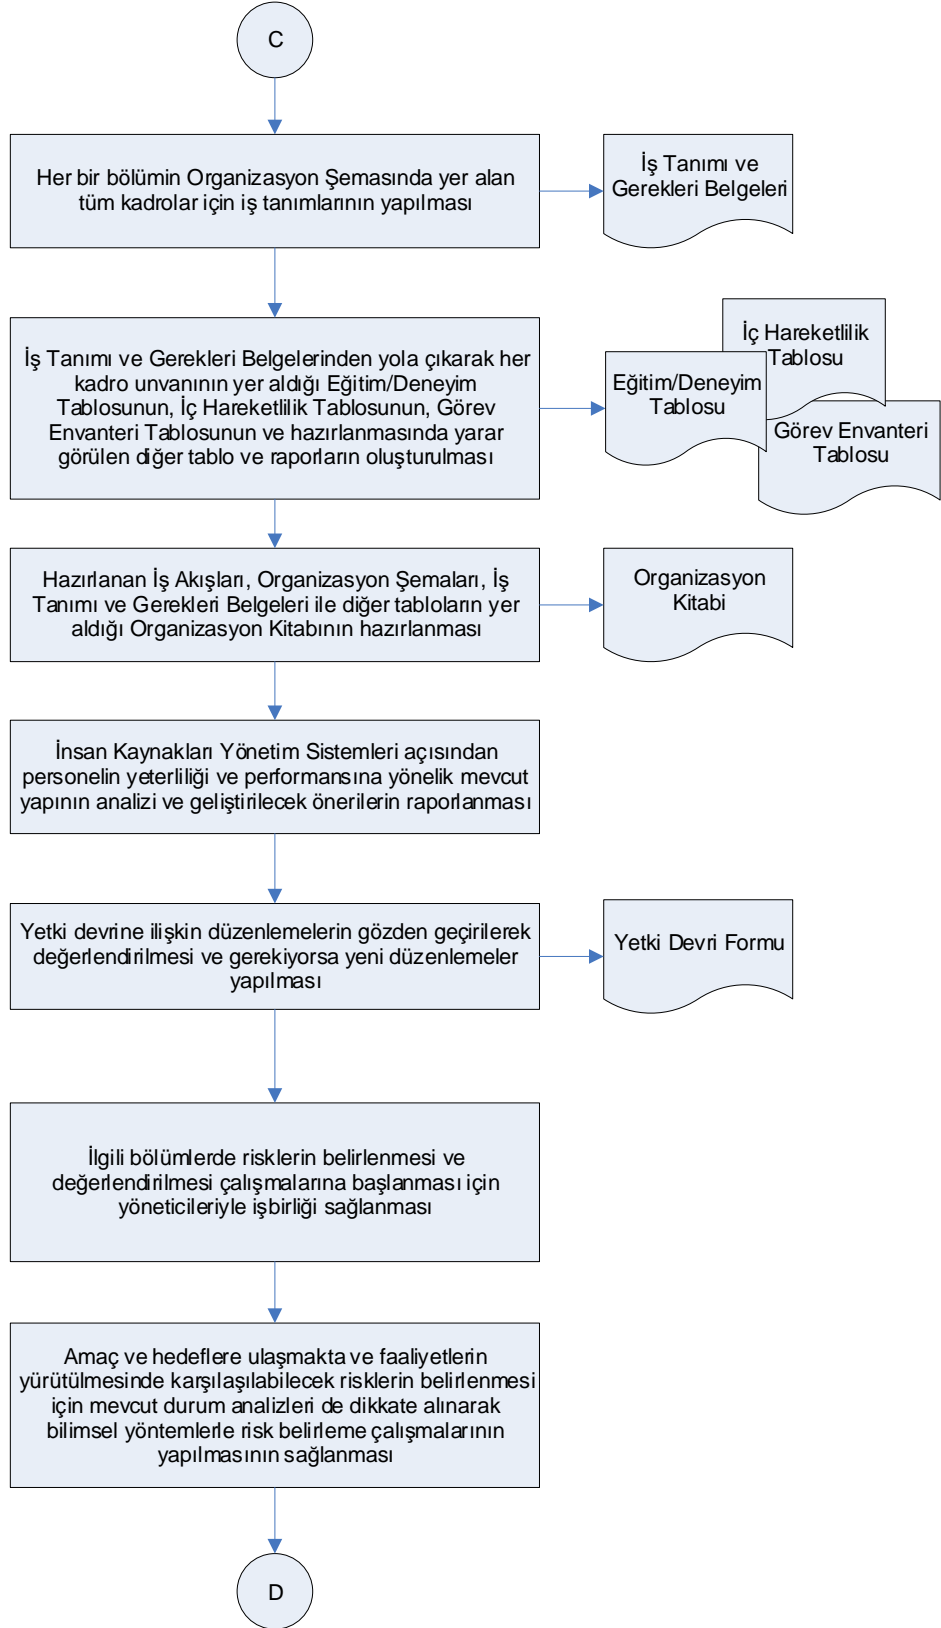 C
Her bir bölümin Organizasyon Şemasında yer alan
tüm kadrolar için iş tanımlarının yapılması
İş Tanımı ve
Gerekleri Belgeleri
İş Tanımı ve Gerekleri Belgelerinden yola çıkarak her
kadro unvanının yer aldığı Eğitim/Deneyim
Tablosunun, İç Hareketlilik Tablosunun, Görev
Envanteri Tablosunun ve hazırlanmasında yarar
görülen diğer tablo ve raporların oluşturulması
İç Hareketlilik
Tablosu
Eğitim/Deneyim
Tablosu
Görev Envanteri
Tablosu
Hazırlanan İş Akışları, Organizasyon Şemaları, İş
Tanımı ve Gerekleri Belgeleri ile diğer tabloların yer
aldığı Organizasyon Kitabının hazırlanması
Organizasyon
Kitabi
İnsan Kaynakları Yönetim Sistemleri açısından
personelin yeterliliği ve performansına yönelik mevcut
yapının analizi ve geliştirilecek önerilerin raporlanması
Yetki devrine ilişkin düzenlemelerin gözden geçirilerek
değerlendirilmesi ve gerekiyorsa yeni düzenlemeler
yapılması
Yetki Devri Formu
İlgili bölümlerde risklerin belirlenmesi ve
değerlendirilmesi çalışmalarına başlanması için
yöneticileriyle işbirliği sağlanması
Amaç ve hedeflere ulaşmakta ve faaliyetlerin
yürütülmesinde karşılaşılabilecek risklerin belirlenmesi
için mevcut durum analizleri de dikkate alınarak
bilimsel yöntemlerle risk belirleme çalışmalarının
yapılmasının sağlanması
D